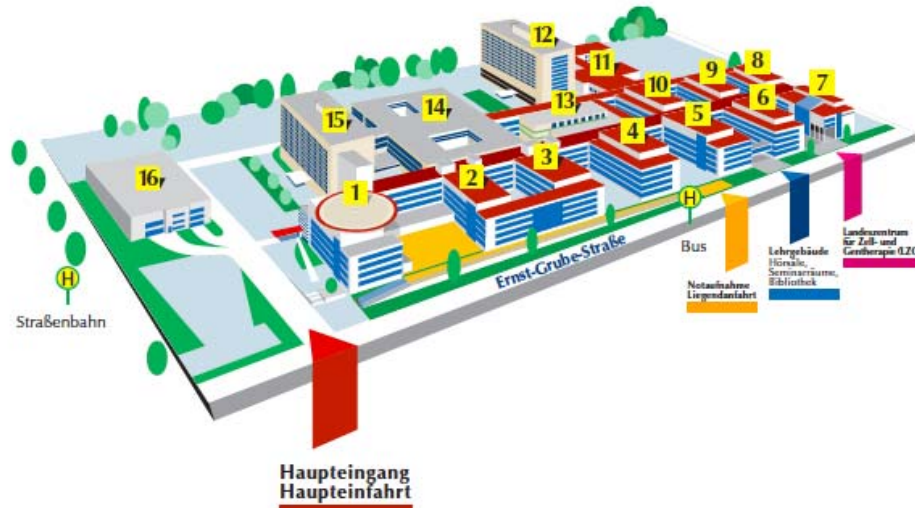 12
8
11
9
7
10
13
6
14
5
15
4
3
16
2
1
H
Bus
Ernst-Grube-Straße
H
Straßenbahn
Notaufnahme
Liegendanfahrt
Lehrgebäude
Hörsäle,
Seminarräume,
Bibliothek
Landeszentrum
für Zell- und
Gentherapie (LZG)
Haupteingang
Haupteinfahrt